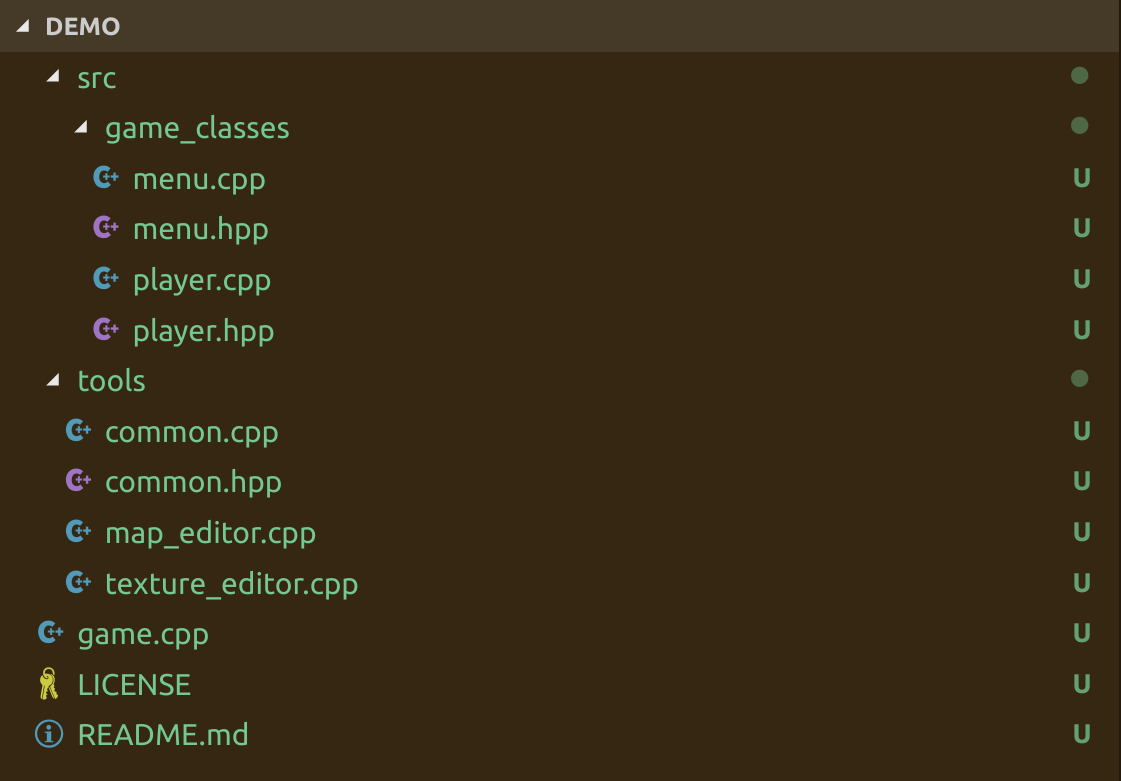 DEMO
src
game_classes
menu.cpp U
menu.hpp U
player.cpp U
player.hpp U
tools
common.cpp U
common.hpp U
map_editor.cpp U
texture_editor.cpp U
game.cpp U
LICENSE U
README.md U